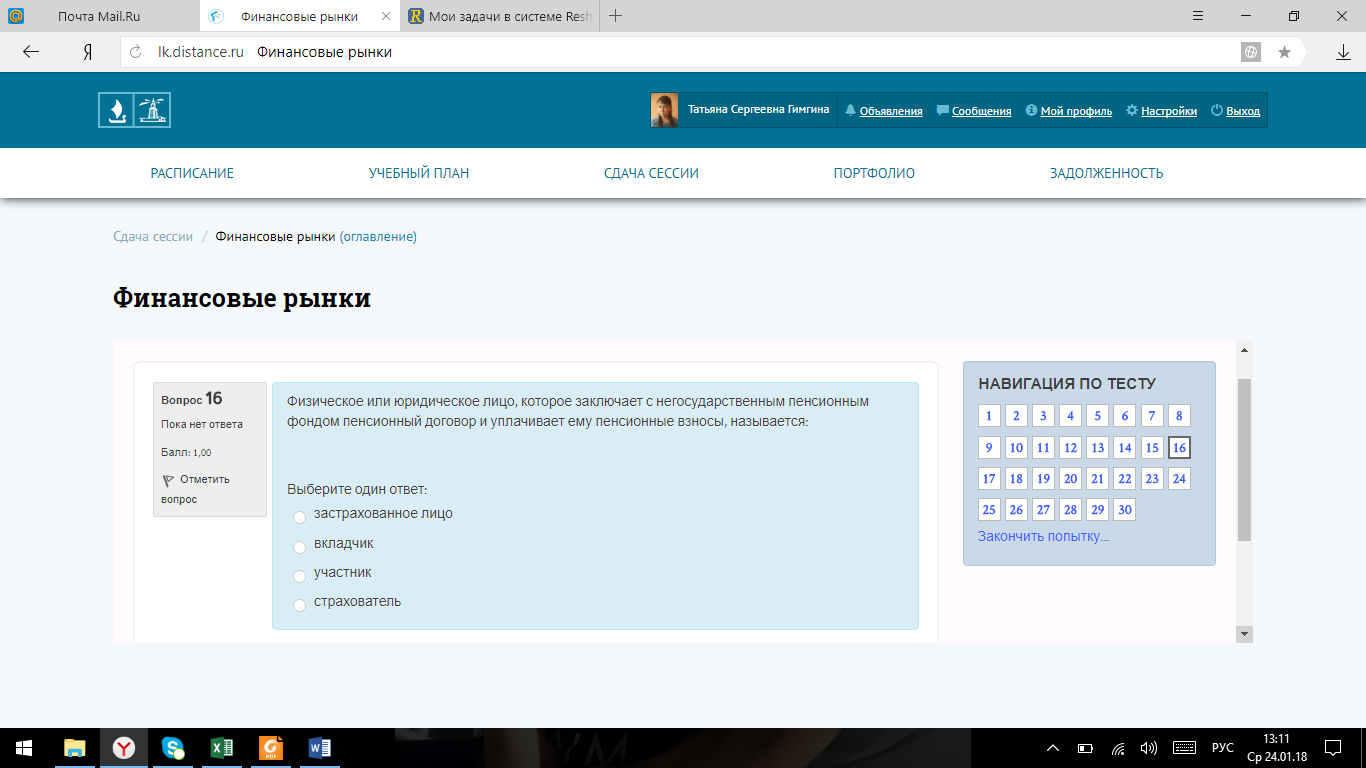 Почта Mail.Ru
Финансовые рынки
Мои задачи в системе Resh
Я
lk.distance.ru Финансовые рынки
Татьяна Сергеевна Гимгина
Объявления
Сообщения
Мой профиль
Настройки
Выход
РАСПИСАНИЕ
УЧЕБНЫЙ ПЛАН
СДАЧА СЕССИИ
ПОРТФОЛИО
ЗАДОЛЖЕННОСТЬ
Сдача сессии / Финансовые рынки (оглавление)
Финансовые рынки
Вопрос 16
Пока нет ответа
Балл: 1,00
Отметить
вопрос
Физическое или юридическое лицо, которое заключает с негосударственным пенсионным
фондом пенсионный договор и уплачивает ему пенсионные взносы, называется:
Выберите один ответ:
застрахованное лицо
вкладчик
участник
страхователь
НАВИГАЦИЯ ПО ТЕСТУ
1 2 3 4 5 6 7 8
9 10 11 12 13 14 15 16
17 18 19 20 21 22 23 24
25 26 27 28 29 30
Закончить попытку...
РУС
13:11
Ср 24.01.18